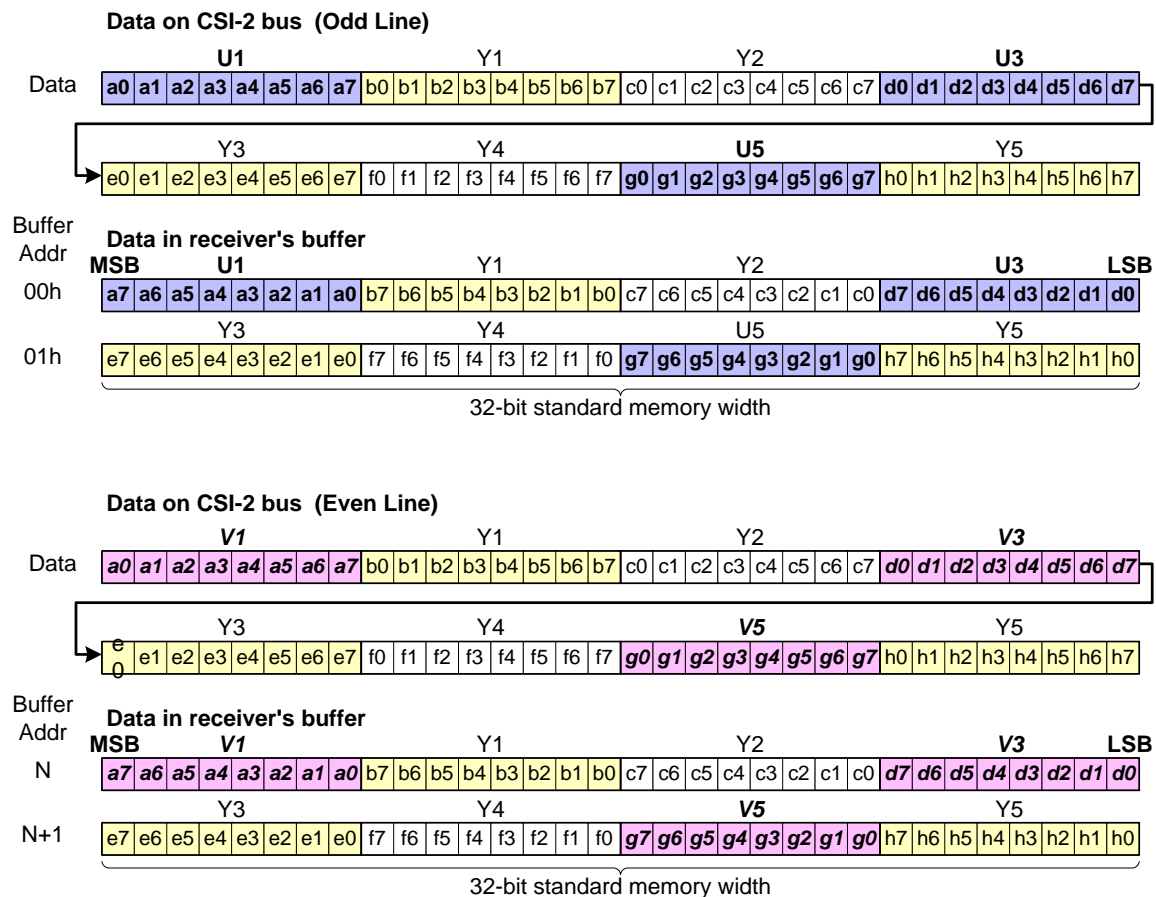 Data on CSI-2 bus (Odd Line)
U1 Y1 Y2 U3
Data a0 a1 a2 a3 a4 a5 a6 a7 b0 b1 b2 b3 b4 b5 b6 b7 c0 c1 c2 c3 c4 c5 c6 c7 d0 d1 d2 d3 d4 d5 d6 d7
Y3 Y4 U5 Y5
e0 e1 e2 e3 e4 e5 e6 e7 f0 f1 f2 f3 f4 f5 f6 f7 g0 g1 g2 g3 g4 g5 g6 g7 h0 h1 h2 h3 h4 h5 h6 h7
Buffer
Addr
Data in receiver's buffer
MSB U1 Y1 Y2 U3 LSB
00h a7 a6 a5 a4 a3 a2 a1 a0 b7 b6 b5 b4 b3 b2 b1 b0 c7 c6 c5 c4 c3 c2 c1 c0 d7 d6 d5 d4 d3 d2 d1 d0
Y3 Y4 U5 Y5
01h e7 e6 e5 e4 e3 e2 e1 e0 f7 f6 f5 f4 f3 f2 f1 f0 g7 g6 g5 g4 g3 g2 g1 g0 h7 h6 h5 h4 h3 h2 h1 h0
32-bit standard memory width
Data on CSI-2 bus (Even Line)
V1 Y1 Y2 V3
Data a0 a1 a2 a3 a4 a5 a6 a7 b0 b1 b2 b3 b4 b5 b6 b7 c0 c1 c2 c3 c4 c5 c6 c7 d0 d1 d2 d3 d4 d5 d6 d7
Y3 Y4 V5 Y5
e0 e1 e2 e3 e4 e5 e6 e7 f0 f1 f2 f3 f4 f5 f6 f7 g0 g1 g2 g3 g4 g5 g6 g7 h0 h1 h2 h3 h4 h5 h6 h7
Buffer
Addr
Data in receiver's buffer
MSB V1 Y1 Y2 V3 LSB
N a7 a6 a5 a4 a3 a2 a1 a0 b7 b6 b5 b4 b3 b2 b1 b0 c7 c6 c5 c4 c3 c2 c1 c0 d7 d6 d5 d4 d3 d2 d1 d0
Y3 Y4 V5 Y5
N+1 e7 e6 e5 e4 e3 e2 e1 e0 f7 f6 f5 f4 f3 f2 f1 f0 g7 g6 g5 g4 g3 g2 g1 g0 h7 h6 h5 h4 h3 h2 h1 h0
32-bit standard memory width